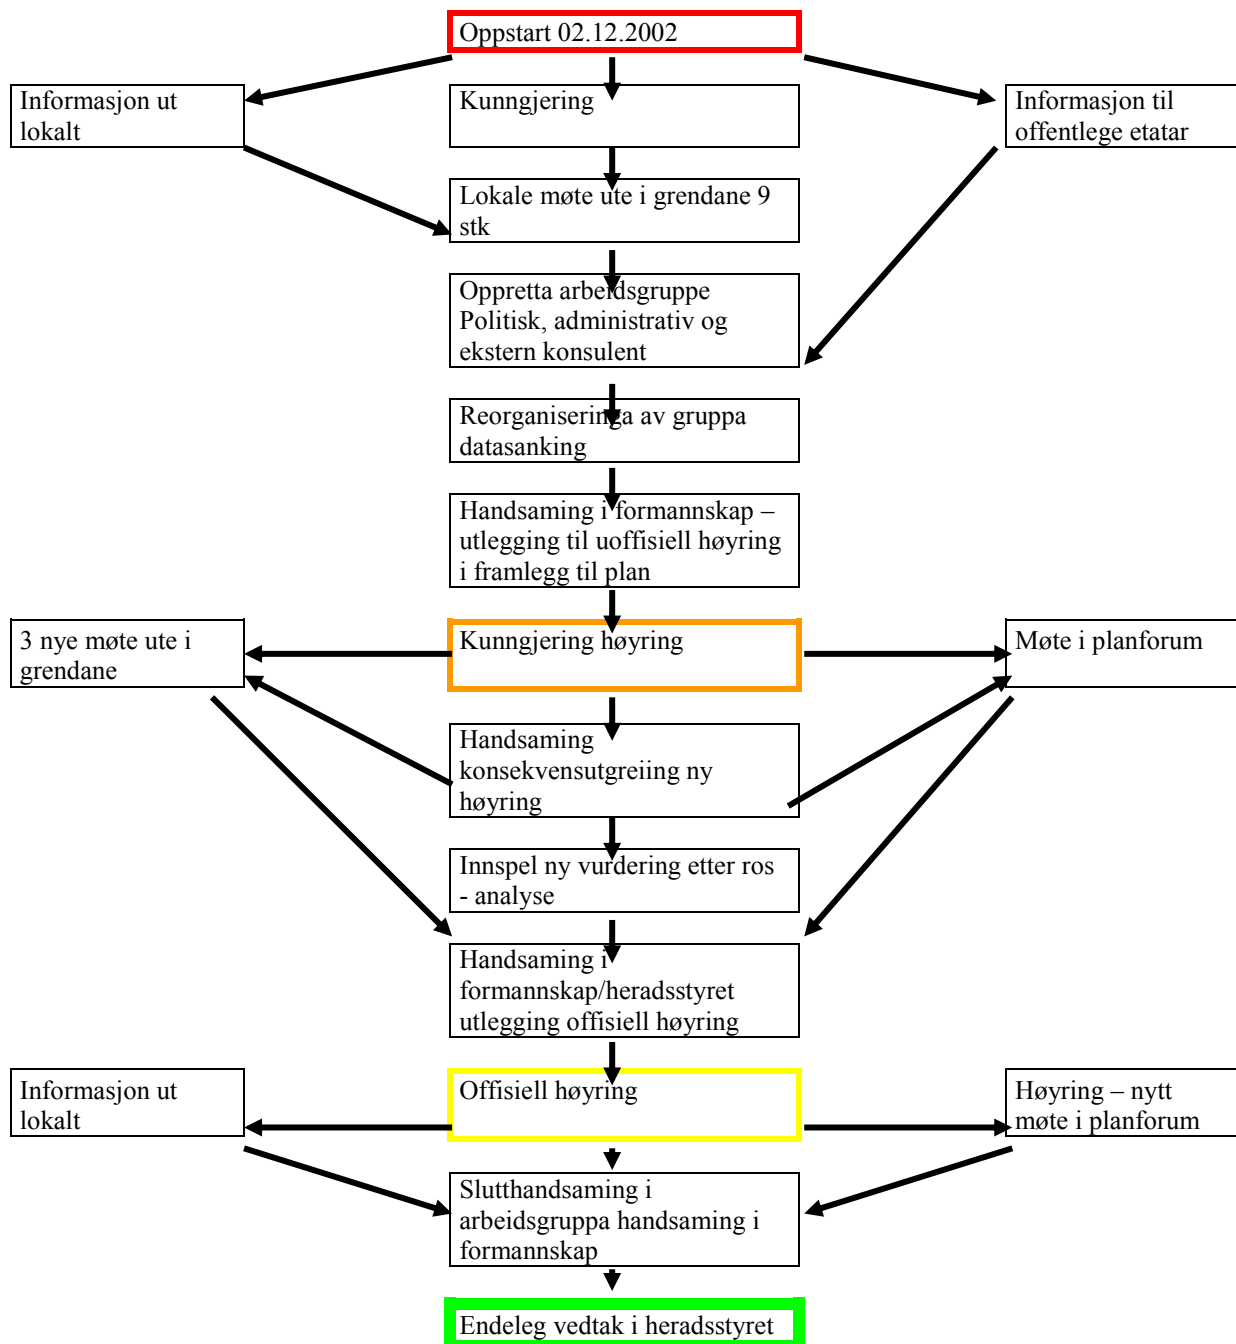 Oppstart 02.12.2002
Informasjon ut
lokalt
Kunngjering
Informasjon til
offentlege etatar
Lokale møte ute i grendane 9
stk
Oppretta arbeidsgruppe
Politisk, administrativ og
ekstern konsulent
Reorganiseringa av gruppa
datasanking
Handsaming i formannskap –
utlegging til uoffisiell høyring
i framlegg til plan
3 nye møte ute i
grendane
Kunngjering høyring
Møte i planforum
Handsaming
konsekvensutgreiing ny
høyring
Innspel ny vurdering etter ros
- analyse
Handsaming i
formannskap/heradsstyret
utlegging offisiell høyring
Informasjon ut
lokalt
Offisiell høyring
Høyring – nytt
møte i planforum
Slutthandsaming i
arbeidsgruppa handsaming i
formannskap
Endeleg vedtak i heradsstyret